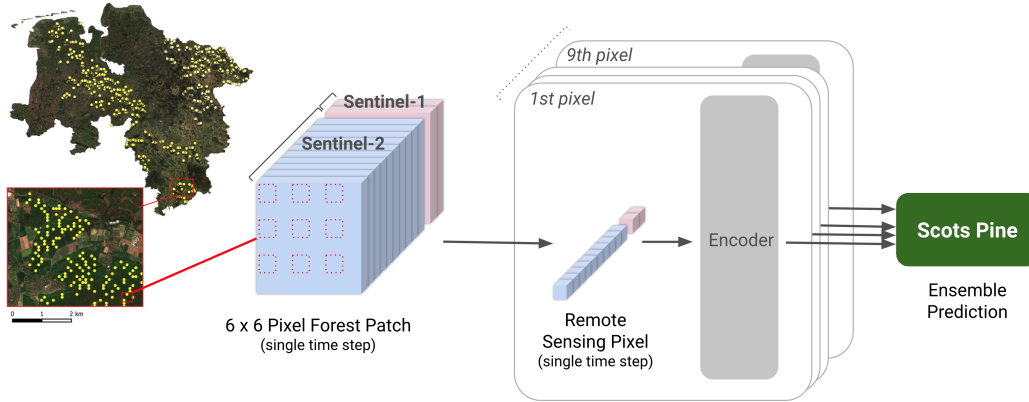 9th pixel
1st pixel
Sentinel-1
Sentinel-2
Encoder
Scots Pine
Ensemble
Prediction
0 1 2 km
6 x 6 Pixel Forest Patch
(single time step)
Remote
Sensing Pixel
(single time step)